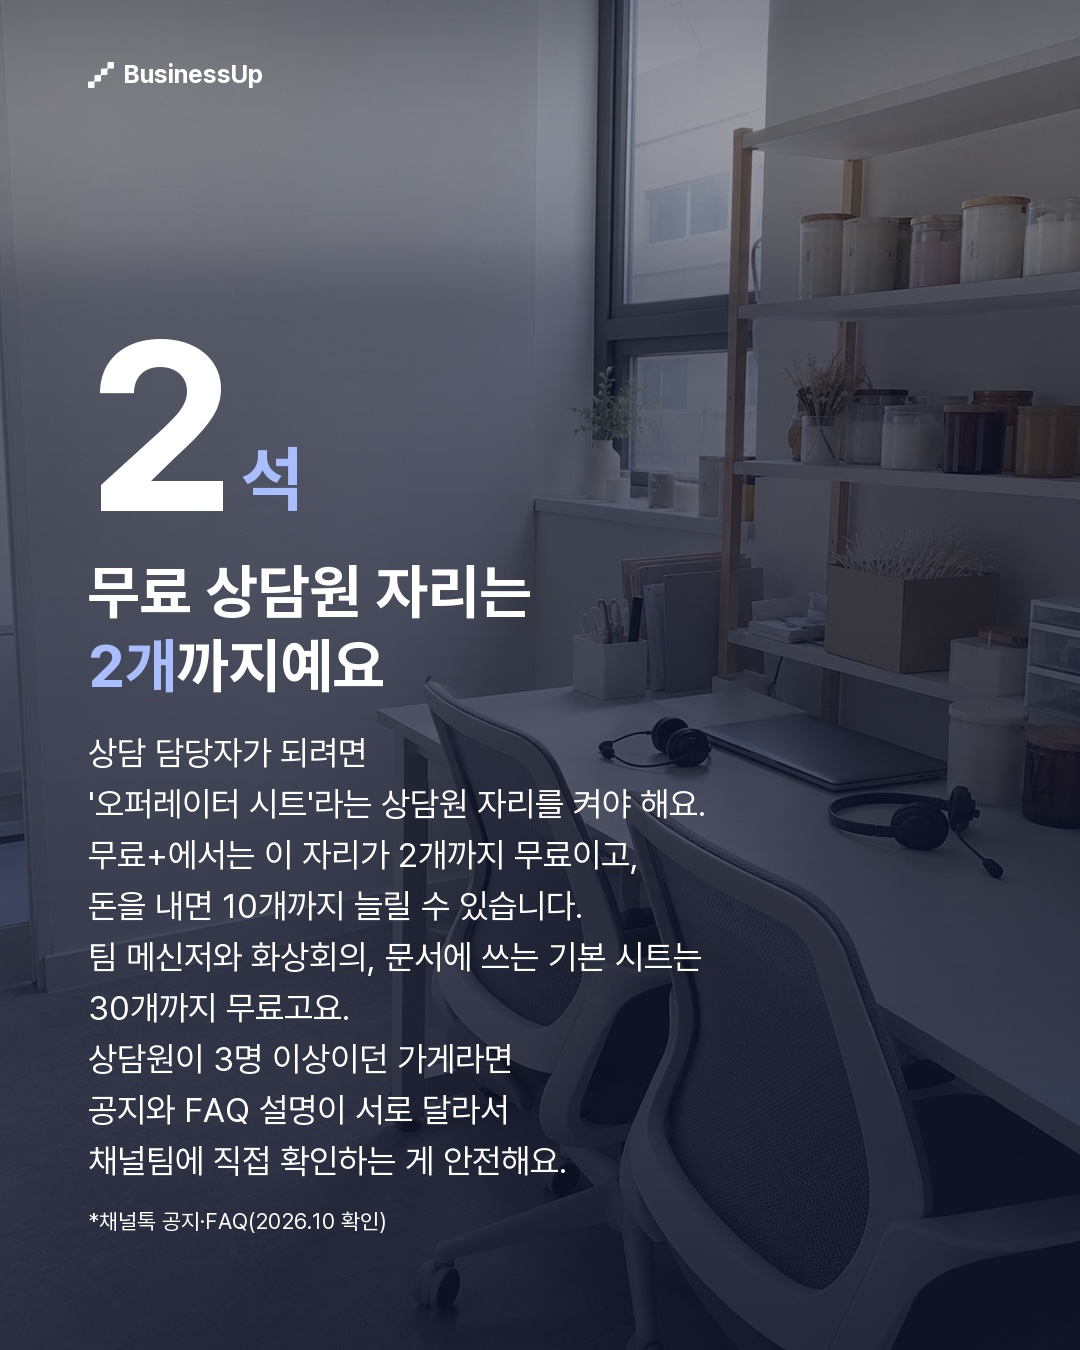 BusinessUp
2석
무료 상담원 자리는
2개까지예요
상담 담당자가 되려면
'오퍼레이터 시트'라는 상담원 자리를 켜야 해요.
무료+에서는 이 자리가 2개까지 무료이고,
돈을 내면 10개까지 늘릴 수 있습니다.
팀 메신저와 화상회의, 문서에 쓰는 기본 시트는
30개까지 무료고요.
상담원이 3명 이상이던 가게라면
공지와 FAQ 설명이 서로 달라서
채널팀에 직접 확인하는 게 안전해요.
*채널톡 공지·FAQ(2026.10 확인)